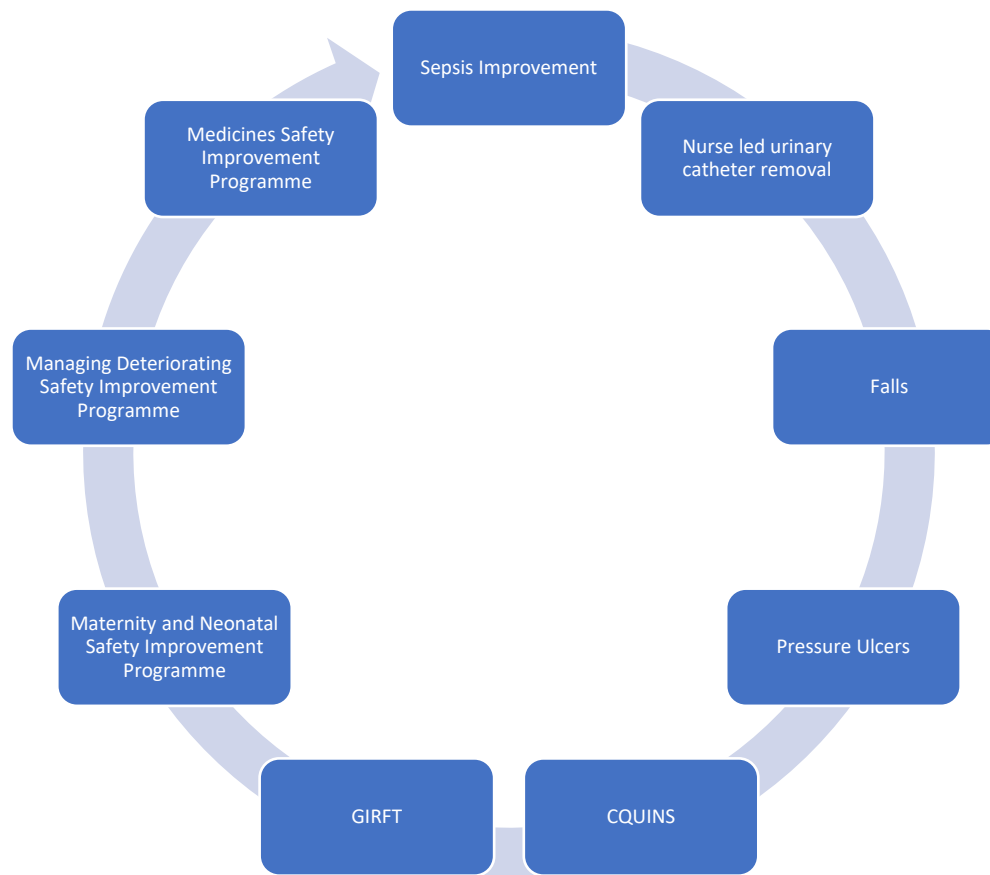 Sepsis Improvement
Nurse led urinary
catheter removal
Falls
Pressure Ulcers
CQUINS
GIRFT
Maternity and Neonatal
Safety Improvement
Programme
Managing Deteriorating
Safety Improvement
Programme
Medicines Safety
Improvement
Programme